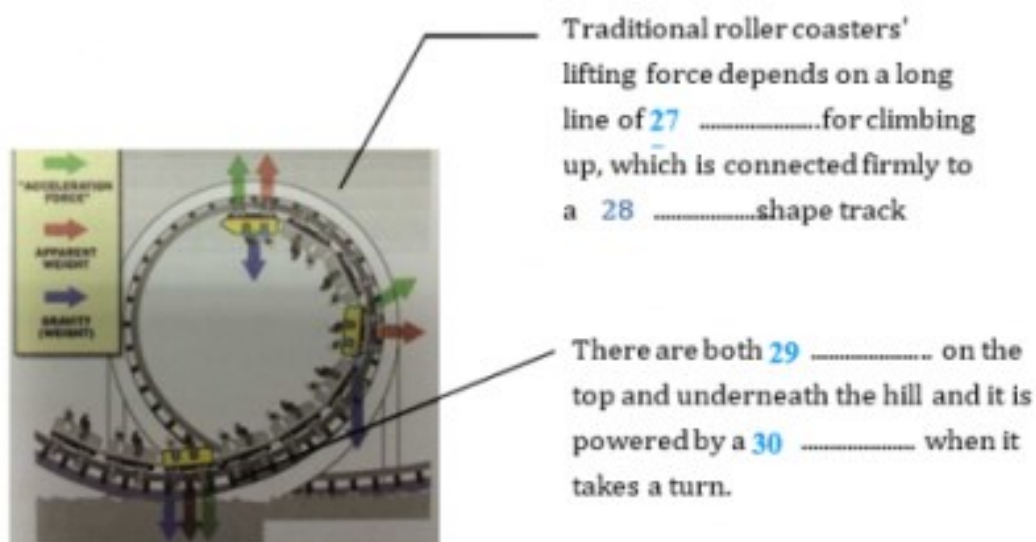 Traditional roller coasters'
lifting force depends on a long
line of 27 ....................for climbing
up, which is connected firmly to
a 28 .................shape track
"ACCELERATION
FORCE"
APPARENT
WEIGHT
GRAVITY
(WEIGHT)
There are both 29 .................... on the
top and underneath the hill and it is
powered by a 30 ................... when it
takes a turn.